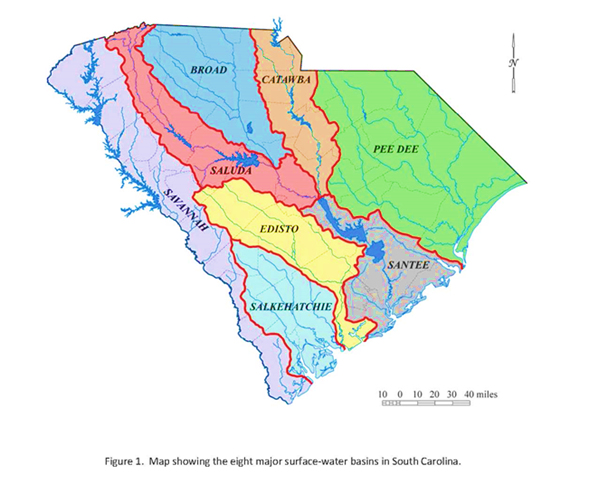 N
BROAD
CATAWBA
PEE DEE
SALUDA
SAVANNAH
EDISTO
SANTEE
SALKEHATCHIE
10 0 10 20 30 40 miles
Figure 1. Map showing the eight major surface-water basins in South Carolina.